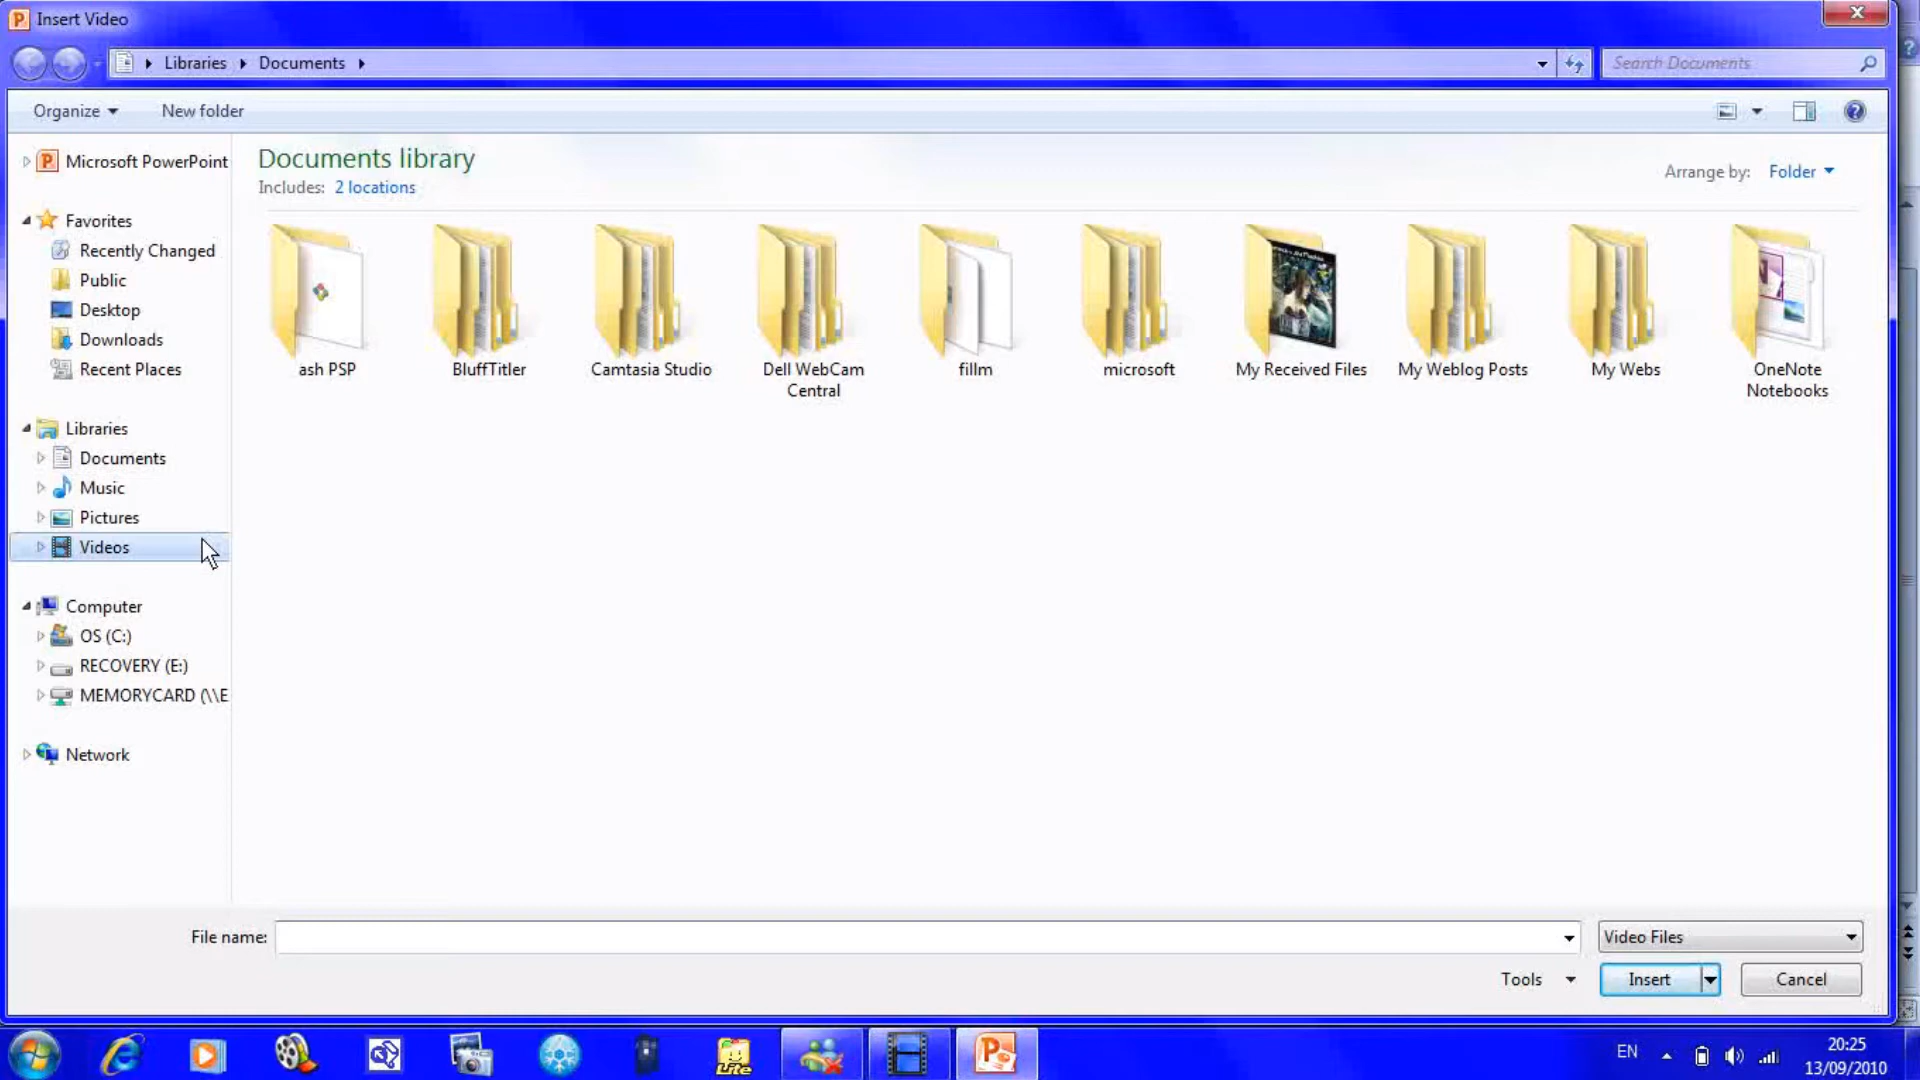 Insert Video
Libraries Documents
Search Documents
Organize New folder
Microsoft PowerPoint
Favorites
Recently Changed
Public
Desktop
Downloads
Recent Places
Libraries
Documents
Music
Pictures
Videos
Computer
OS (C:)
RECOVERY (E:)
MEMORYCARD (\\E
Network
Documents library
Includes: 2 locations
Arrange by: Folder
ash PSP
BluffTitler
Camtasia Studio
Dell WebCam
Central
fillm
microsoft
My Received Files
My Weblog Posts
My Webs
OneNote
Notebooks
File name:
Video Files
Tools
Insert
Cancel
EN
20:25
13/09/2010